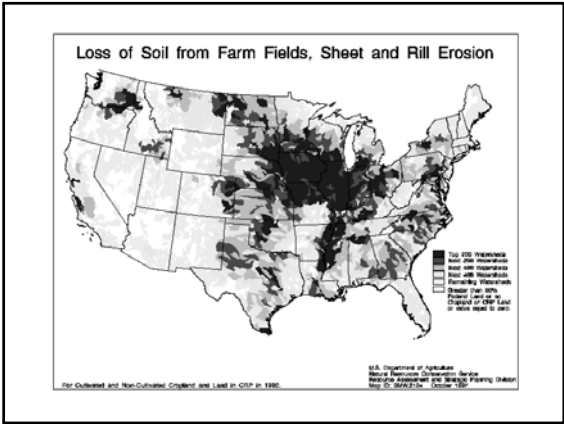 Loss of Soil from Farm Fields, Sheet and Rill Erosion
Top 200 Watersheds
Next 200 Watersheds
Next 400 Watersheds
Next 400 Watersheds
Remaining Watersheds
Greater than 90%
Federal Land or no
Cropland or CRP Land
or value equal to zero.
U.S. Department of Agriculture
Natural Resources Conservation Service
Resource Assessment and Strategic Planning Division
October 1997
For Cultivated and Non-Cultivated Cropland and Land in CRP in 1992.